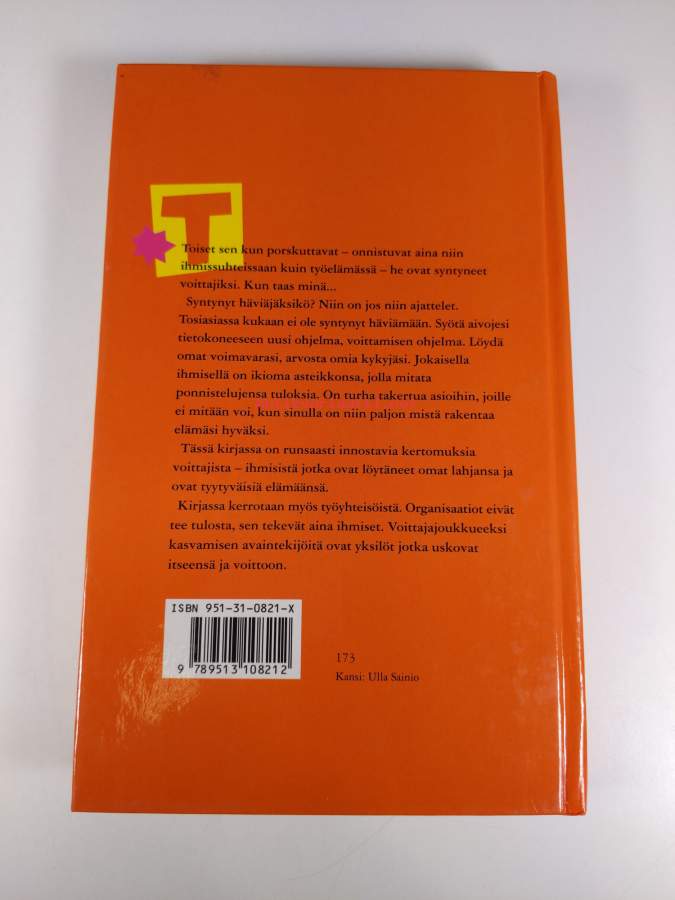 T
Toiset sen kun porskuttavat – onnistuvat aina niin
ihmissuhteissaan kuin työelämässä – he ovat syntyneet
voittajiksi. Kun taas minä...
Syntynyt häviäjäksikö? Niin on jos niin ajattelet.
Tosiasiassa kukaan ei ole syntynyt häviämään. Syötä aivojesi
tietokoneeseen uusi ohjelma, voittamisen ohjelma. Löydä
omat voimavarasi, arvosta omia kykyjäsi. Jokaisella
ihmisellä on ikioma asteikkonsa, jolla mitata
ponnistelujensa tuloksia. On turha takertua asioihin, joille
ei mitään voi, kun sinulla on niin paljon mistä rakentaa
elämäsi hyväksi.
Tässä kirjassa on runsaasti innostavia kertomuksia
voittajista – ihmisistä jotka ovat löytäneet omat lahjansa ja
ovat tyytyväisiä elämäänsä.
Kirjassa kerrotaan myös työyhteisöistä. Organisaatiot eivät
tee tulosta, sen tekevät aina ihmiset. Voittajajoukkueeksi
kasvamisen avaintekijöitä ovat yksilöt jotka uskovat
itseensä ja voittoon.
ISBN 951-31-0821-X
9 789513 108212
173
Kansi: Ulla Sainio